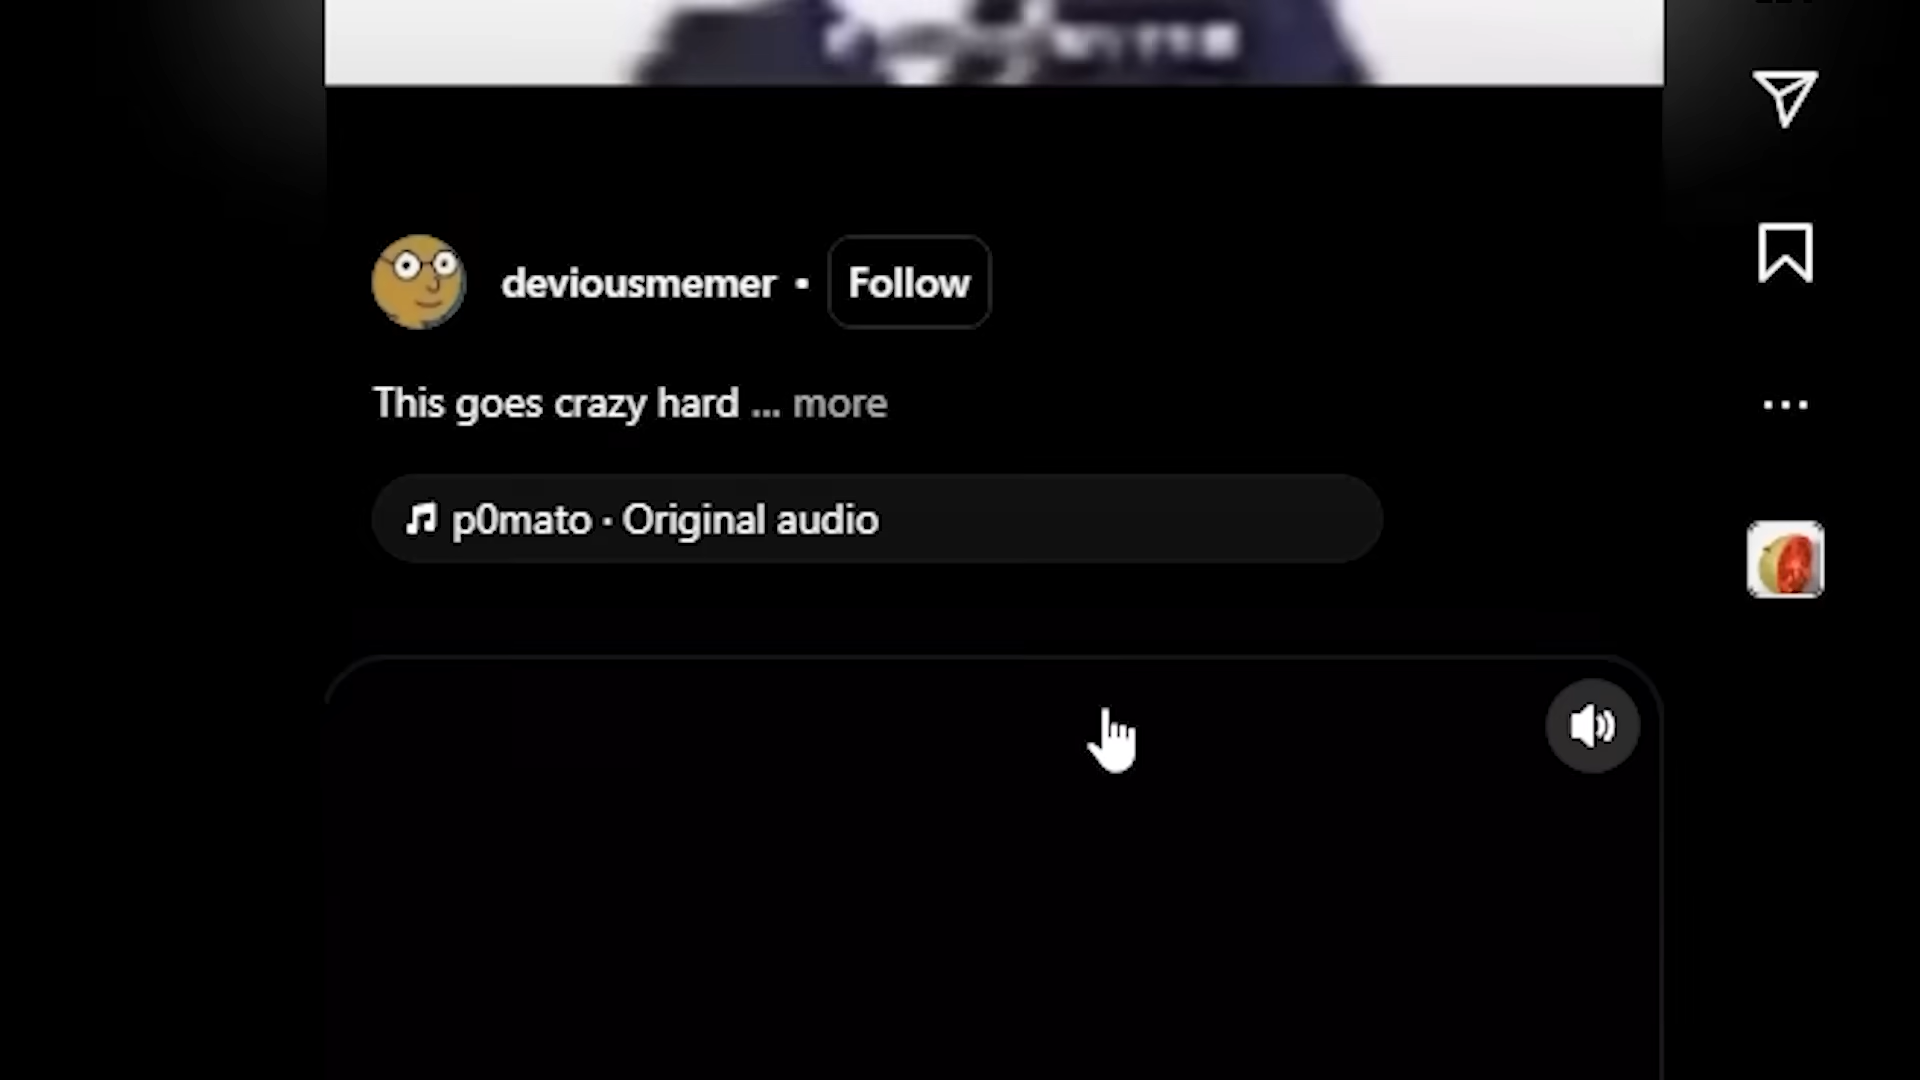 deviousmemer • Follow
This goes crazy hard ... more
p0mato · Original audio